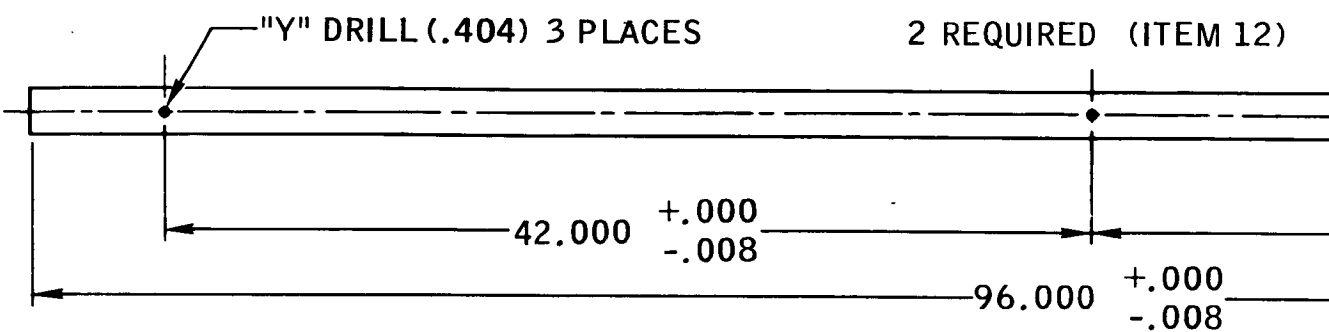 "Y" DRILL (.404) 3 PLACES
2 REQUIRED (ITEM 12)
42.000 +.000
-.008
96.000 +.000
-.008